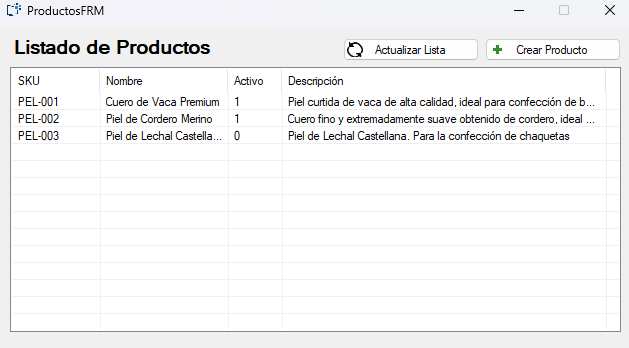 ProductosFRM
Listado de Productos
Actualizar Lista
Crear Producto
SKU Nombre Activo Descripción
PEL-001 Cuero de Vaca Premium 1 Piel curtida de vaca de alta calidad, ideal para confección de b...
PEL-002 Piel de Cordero Merino 1 Cuero fino y extremadamente suave obtenido de cordero, ideal ...
PEL-003 Piel de Lechal Castella... 0 Piel de Lechal Castellana. Para la confección de chaquetas